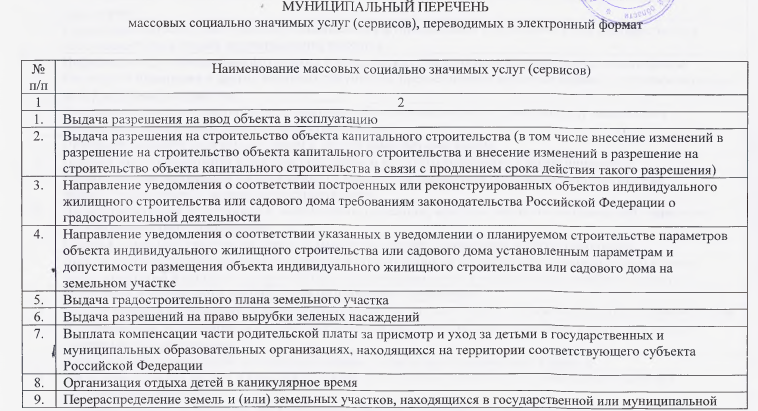 МУНИЦИПАЛЬНЫЙ ПЕРЕЧЕНЬ
массовых социально значимых услуг (сервисов), переводимых в электронный формат
№ Наименование массовых социально значимых услуг (сервисов)
п/п
1 2
1. Выдача разрешения на ввод объекта в эксплуатацию
2. Выдача разрешения на строительство объекта капитального строительства (в том числе внесение изменений в
разрешение на строительство объекта капитального строительства и внесение изменений в разрешение на
строительство объекта капитального строительства в связи с продлением срока действия такого разрешения)
3. Направление уведомления о соответствии построенных или реконструированных объектов индивидуального
жилищного строительства или садового дома требованиям законодательства Российской Федерации о
градостроительной деятельности
4. Направление уведомления о соответствии указанных в уведомлении о планируемом строительстве параметров
объекта индивидуального жилищного строительства или садового дома установленным параметрам и
допустимости размещения объекта индивидуального жилищного строительства или садового дома на
земельном участке
5. Выдача градостроительного плана земельного участка
6. Выдача разрешений на право вырубки зеленых насаждений
7. Выплата компенсации части родительской платы за присмотр и уход за детьми в государственных и
муниципальных образовательных организациях, находящихся на территории соответствующего субъекта
Российской Федерации
8. Организация отдыха детей в каникулярное время
9. Перераспределение земель и (или) земельных участков, находящихся в государственной или муниципальной